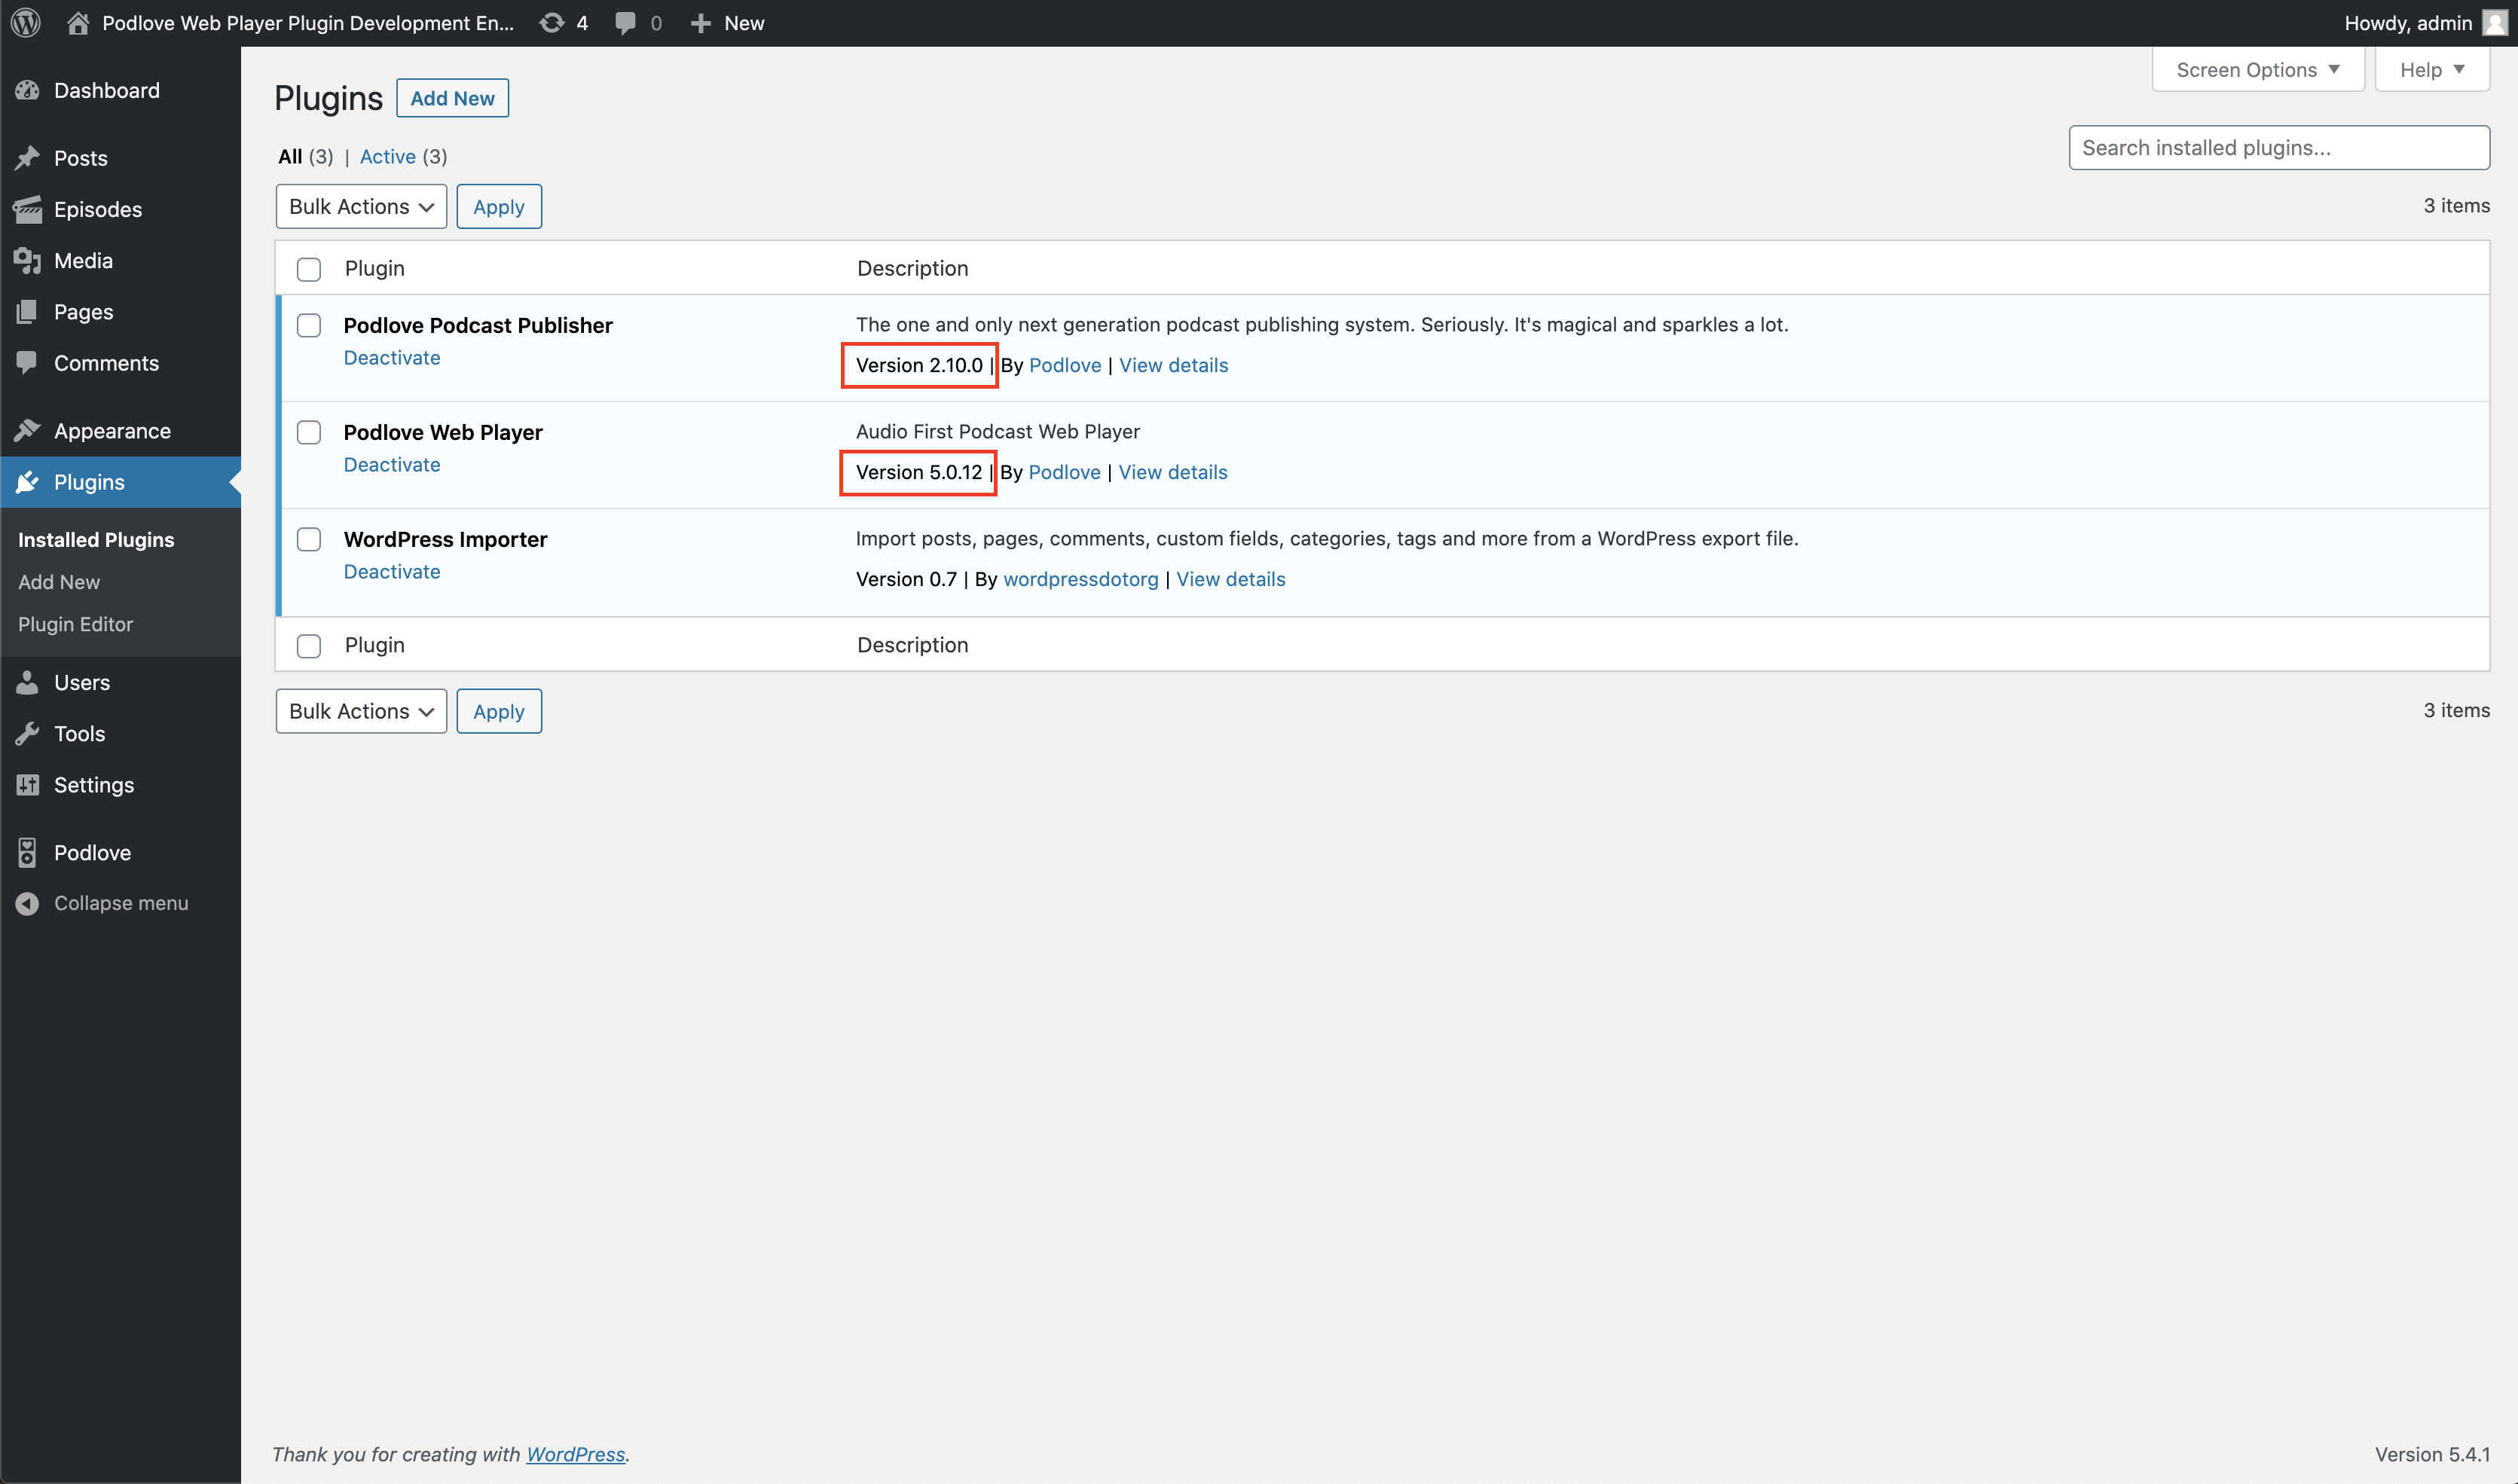 Podlove Web Player Plugin Development En... 4 0 New Howdy, admin
Screen Options Help
Dashboard
Posts
Episodes
Media
Pages
Comments
Appearance
Plugins
Installed Plugins
Add New
Plugin Editor
Users
Tools
Settings
Podlove
Collapse menu
Plugins Add New
All (3) | Active (3)
Search installed plugins...
Bulk Actions Apply
3 items
Plugin Description
Podlove Podcast Publisher
Deactivate
The one and only next generation podcast publishing system. Seriously. It's magical and sparkles a lot.
Version 2.10.0 | By Podlove | View details
Podlove Web Player
Deactivate
Audio First Podcast Web Player
Version 5.0.12 | By Podlove | View details
WordPress Importer
Deactivate
Import posts, pages, comments, custom fields, categories, tags and more from a WordPress export file.
Version 0.7 | By wordpressdotorg | View details
Plugin Description
Bulk Actions Apply
3 items
Thank you for creating with WordPress.
Version 5.4.1